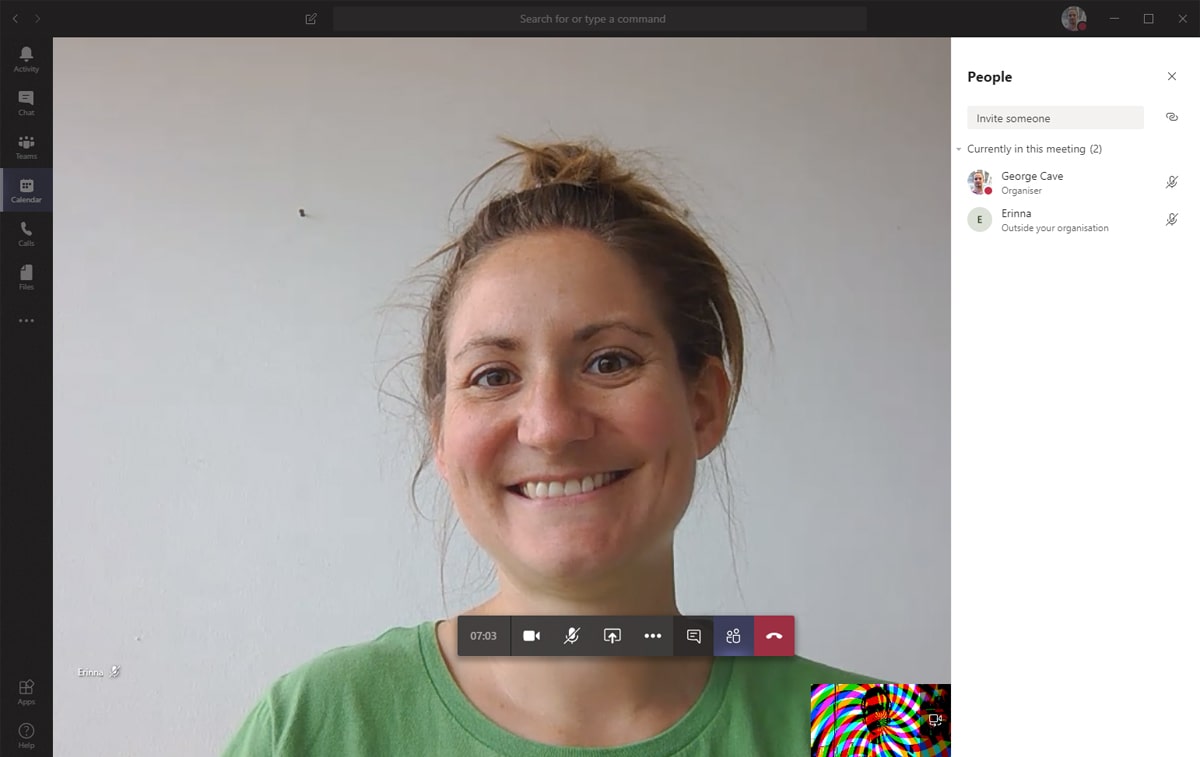 Search for or type a command
Activity
Chat
Teams
Calendar
Calls
Files
Apps
Help
Erinna
07:03
People
Invite someone
Currently in this meeting (2)
George Cave
Organiser
E
Erinna
Outside your organisation